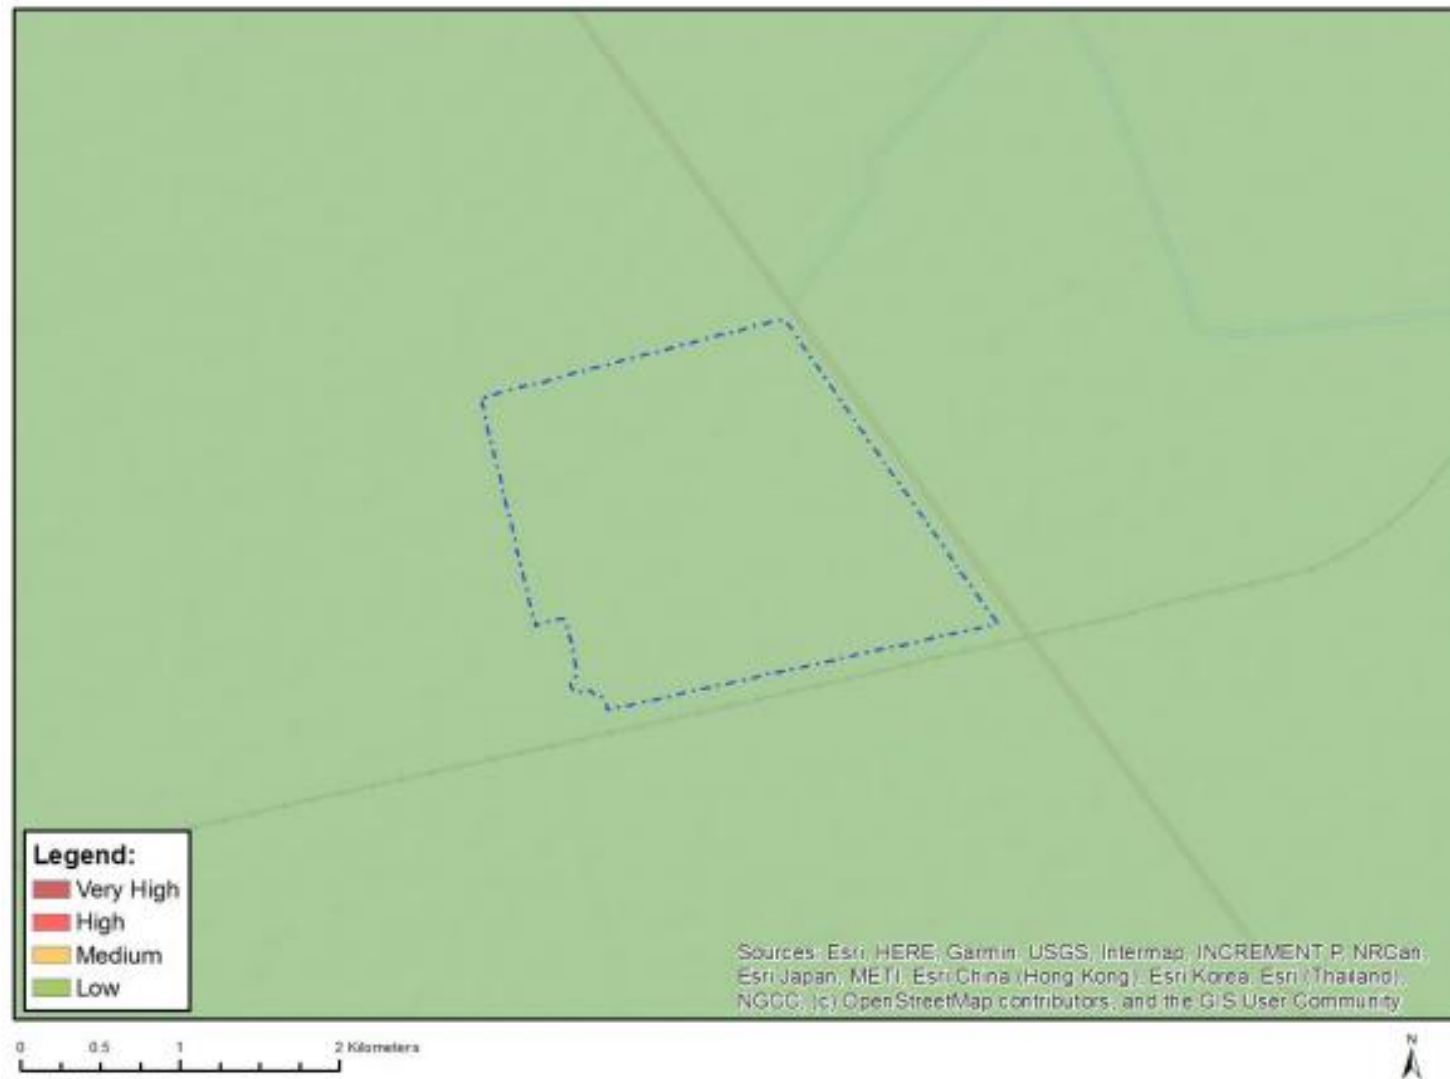 Legend:
Very High
High
Medium
Low
Sources: Esri, HERE, Garmin, USGS, Intermap, INCREMENT P, NRCan,
Esri Japan, METI, Esri China (Hong Kong), Esri Korea, Esri (Thailand),
NGCC, (c) OpenStreetMap contributors, and the GIS User Community
0 0.5 1 2 Kilometers
N